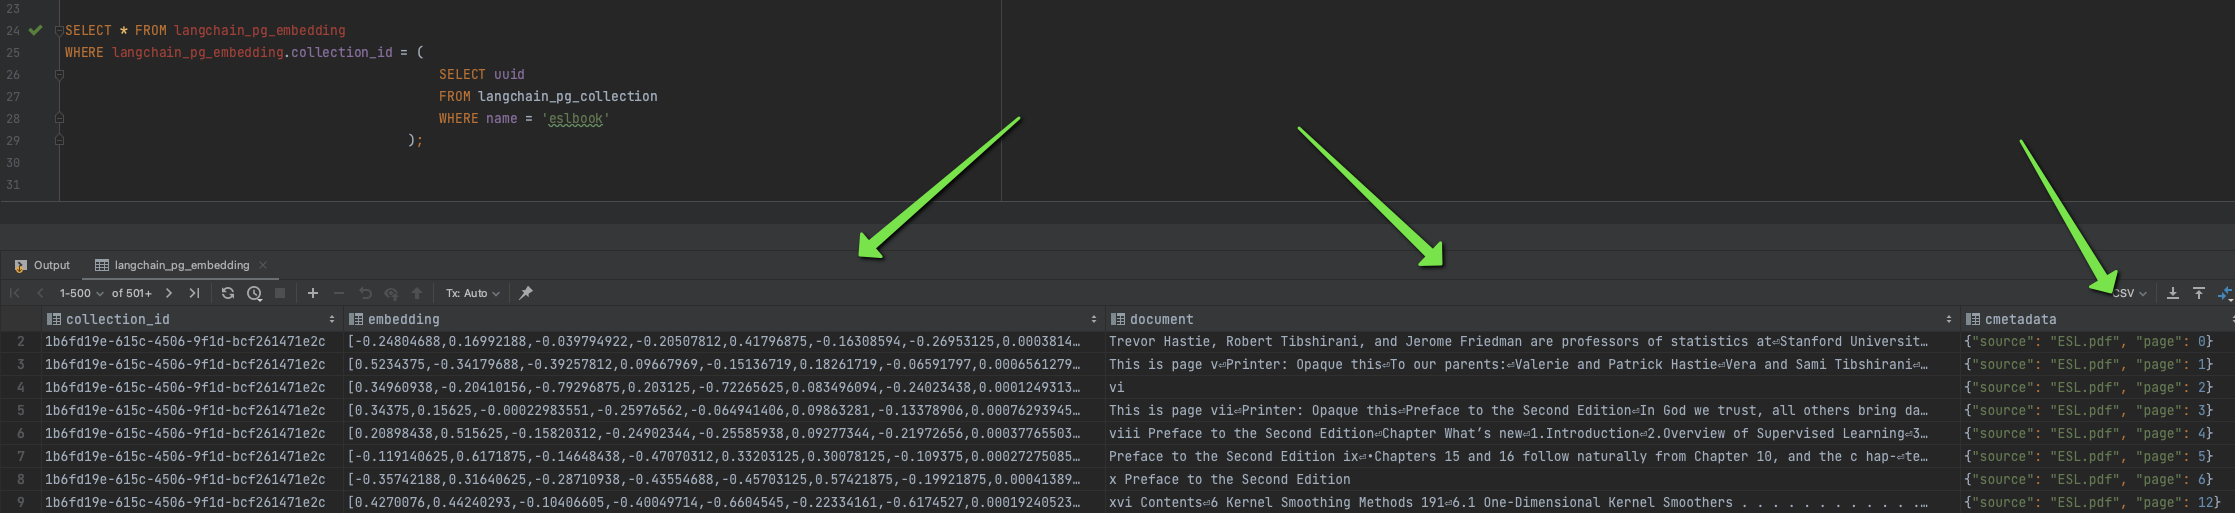 23
24 SELECT * FROM langchain_pg_embedding
25 WHERE langchain_pg_embedding.collection_id = (
26 SELECT uuid
27 FROM langchain_pg_collection
28 WHERE name = 'eslbook'
29 );
30
31
Output langchain_pg_embedding
1-500 of 501+ Tx: Auto CSV
collection_id embedding document cmetadata
2 1b6fd19e-615c-4506-9f1d-bcf261471e2c [-0.24804688,0.16992188,-0.039794922,-0.20507812,0.41796875,-0.16308594,-0.26953125,0.0003814… Trevor Hastie, Robert Tibshirani, and Jerome Friedman are professors of statistics at⏎Stanford Universit… {"source": "ESL.pdf", "page": 0}
3 1b6fd19e-615c-4506-9f1d-bcf261471e2c [0.5234375,-0.34179688,-0.39257812,0.09667969,-0.15136719,0.18261719,-0.06591797,0.0006561279… This is page v⏎Printer: Opaque this⏎To our parents:⏎Valerie and Patrick Hastie⏎Vera and Sami Tibshirani⏎… {"source": "ESL.pdf", "page": 1}
4 1b6fd19e-615c-4506-9f1d-bcf261471e2c [0.34960938,-0.20410156,-0.79296875,0.203125,-0.72265625,0.083496094,-0.24023438,0.0001249313… vi {"source": "ESL.pdf", "page": 2}
5 1b6fd19e-615c-4506-9f1d-bcf261471e2c [0.34375,0.15625,-0.00022983551,-0.25976562,-0.064941406,0.09863281,-0.13378906,0.00076293945… This is page vii⏎Printer: Opaque this⏎Preface to the Second Edition⏎In God we trust, all others bring da… {"source": "ESL.pdf", "page": 3}
6 1b6fd19e-615c-4506-9f1d-bcf261471e2c [0.20898438,0.515625,-0.15820312,-0.24902344,-0.25585938,0.09277344,-0.21972656,0.00037765503… viii Preface to the Second Edition⏎Chapter What’s new⏎1.Introduction⏎2.Overview of Supervised Learning⏎3… {"source": "ESL.pdf", "page": 4}
7 1b6fd19e-615c-4506-9f1d-bcf261471e2c [-0.119140625,0.6171875,-0.14648438,-0.47070312,0.33203125,0.30078125,-0.109375,0.00027275085… Preface to the Second Edition ix⏎•Chapters 15 and 16 follow naturally from Chapter 10, and the c hap-⏎te… {"source": "ESL.pdf", "page": 5}
8 1b6fd19e-615c-4506-9f1d-bcf261471e2c [-0.35742188,0.31640625,-0.28710938,-0.43554688,-0.45703125,0.57421875,-0.19921875,0.00041389… x Preface to the Second Edition {"source": "ESL.pdf", "page": 6}
9 1b6fd19e-615c-4506-9f1d-bcf261471e2c [0.4270076,0.44240293,-0.10406605,-0.40049714,-0.6604545,-0.22334161,-0.6174527,0.00019240523… xvi Contents⏎6 Kernel Smoothing Methods 191⏎6.1 One-Dimensional Kernel Smoothers . . . . . . . . . . . .… {"source": "ESL.pdf", "page": 12}